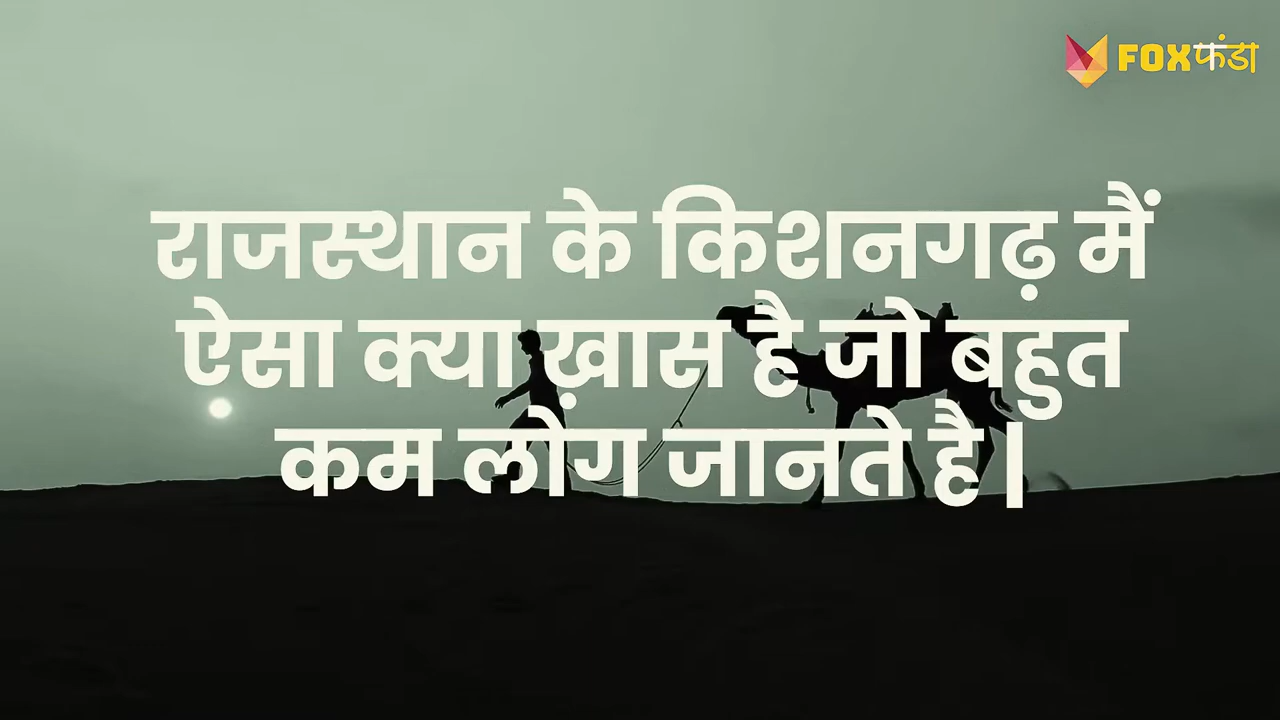 FOXफंडा
राजस्थान के किशनगढ़ मैं
ऐसा क्या ख़ास है जो बहुत
कम लोग जानते है|